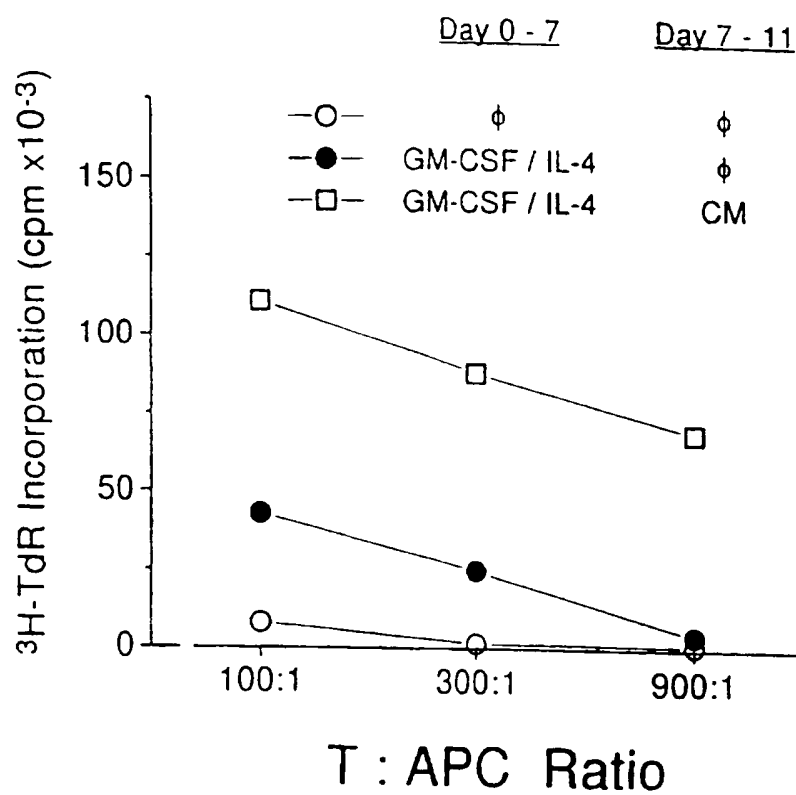 Day 0 - 7 Day 7 - 11
ϕ ϕ
GM-CSF / IL-4 ϕ
GM-CSF / IL-4 CM
³H-TdR Incorporation (cpm x10⁻³)
150
100
50
0
100:1 300:1 900:1
T : APC Ratio